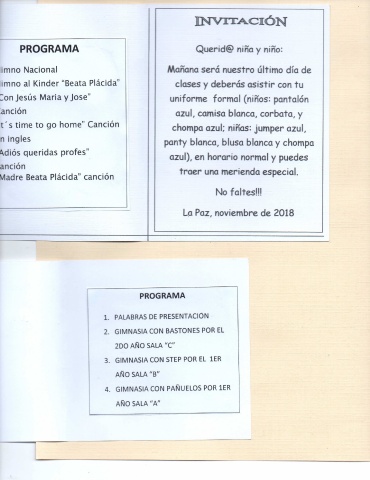 PROGRAMA
imno Nacional
imno al Kinder "Beata Plácida"
Con Jesús Maria y Jose"
anción
t´s time to go home" Canción
n ingles
Adiós queridas profes"
anción
Madre Beata Plácida" canción
INVITACIÓN
Querid@ niña y niño:
Mañana será nuestro último día de
clases y deberás asistir con tu
uniforme formal (niños: pantalón
azul, camisa blanca, corbata, y
chompa azul; niñas: jumper azul,
panty blanca, blusa blanca y chompa
azul), en horario normal y puedes
traer una merienda especial.
No faltes!!!
La Paz, noviembre de 2018
PROGRAMA
1. PALABRAS DE PRESENTACION
2. GIMNASIA CON BASTONES POR EL
2DO AÑO SALA "C"
3. GIMNASIA CON STEP POR EL 1ER
AÑO SALA "B"
4. GIMNASIA CON PAÑUELOS POR 1ER
AÑO SALA "A"